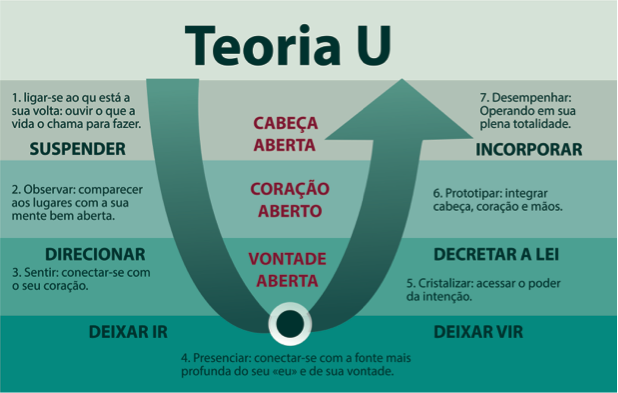 Teoria U
1. ligar-se ao qu está a
sua volta: ouvir o que a
vida o chama para fazer.
SUSPENDER
2. Observar: comparecer
aos lugares com a sua
mente bem aberta.
DIRECIONAR
3. Sentir: conectar-se com
o seu coração.
DEIXAR IR
CABEÇA
ABERTA
CORAÇÃO
ABERTO
VONTADE
ABERTA
4. Presenciar: conectar-se com a fonte mais
profunda do seu «eu» e de sua vontade.
7. Desempenhar:
Operando em sua
plena totalidade.
INCORPORAR
6. Prototipar: integrar
cabeça, coração e mãos.
DECRETAR A LEI
5. Cristalizar: acessar o poder
da intenção.
DEIXAR VIR